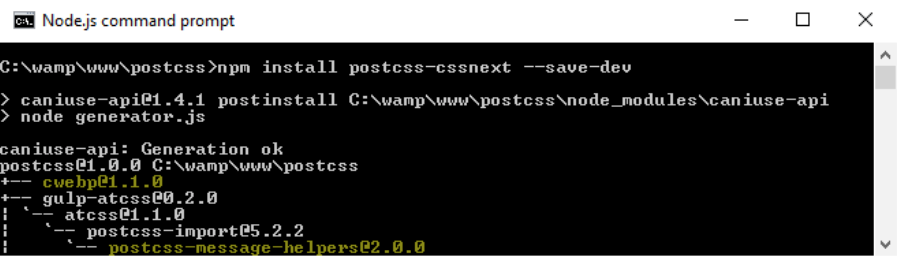 Node.js command prompt
C:\wamp\www\postcss>npm install postcss-cssnext --save-dev
> caniuse-api@1.4.1 postinstall C:\wamp\www\postcss\node_modules\caniuse-api
> node generator.js
caniuse-api: Generation ok
postcss@1.0.0 C:\wamp\www\postcss
+-- cwebp@1.1.0
+-- gulp-atcss@0.2.0
¦ `-- atcss@1.1.0
¦   `-- postcss-import@5.2.2
¦     `-- postcss-message-helpers@2.0.0